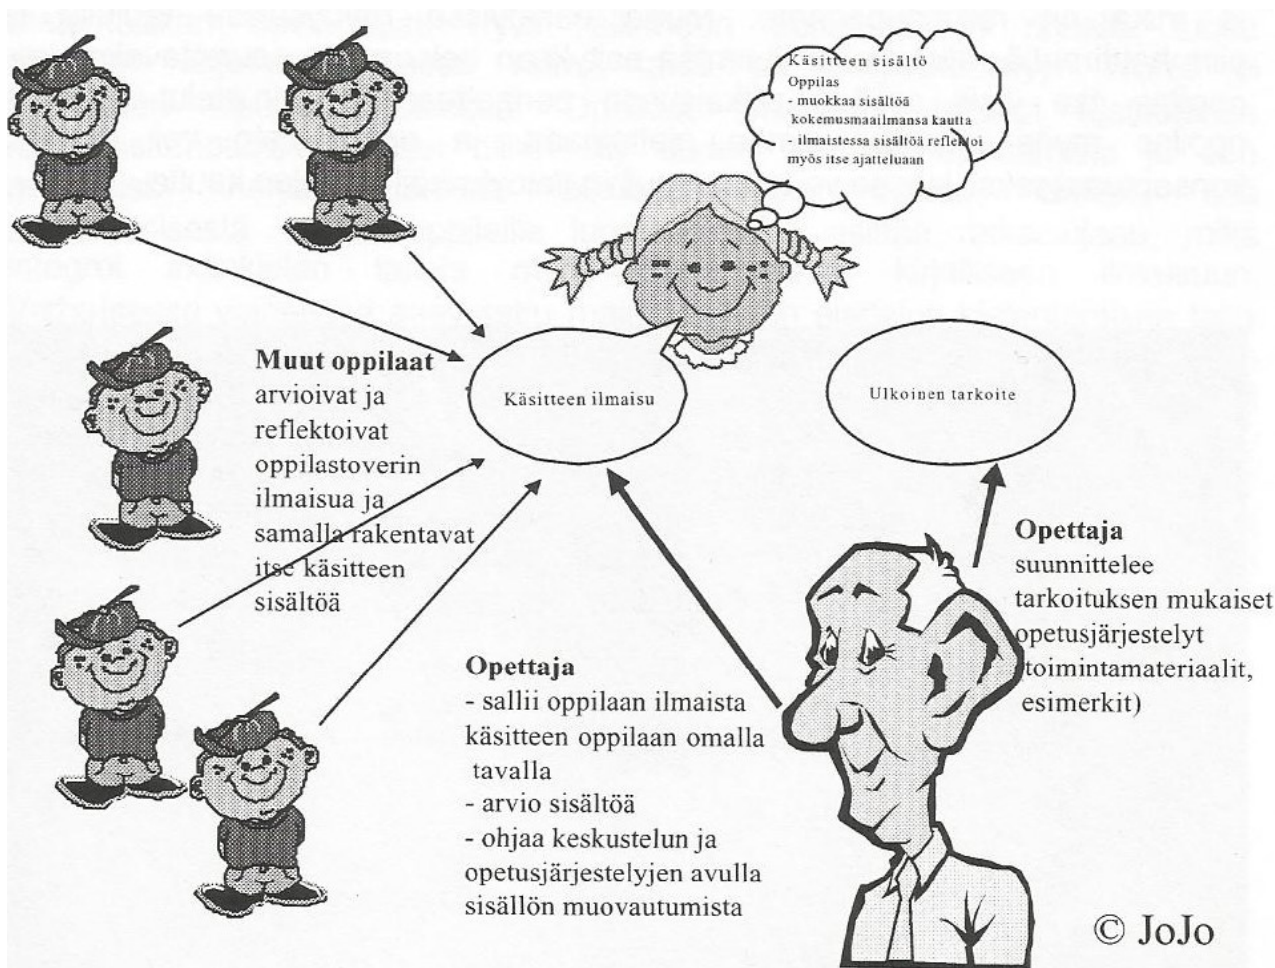 Käsitteen sisältö
Oppilas
- muokkaa sisältöä
kokemusmaailmansa kautta
- ilmaistessa sisältöä reflektoi
myös itse ajatteluaan
Muut oppilaat
arvioivat ja
reflektoivat
oppilastoverin
ilmaisua ja
samalla rakentavat
itse käsitteen
sisältöä
Käsitteen ilmaisu
Ulkoinen tarkoite
Opettaja
suunnittelee
tarkoituksen mukaiset
opetusjärjestelyt
(toimintamateriaalit,
esimerkit)
Opettaja
- sallii oppilaan ilmaista
käsitteen oppilaan omalla
tavalla
- arvio sisältöä
- ohjaa keskustelun ja
opetusjärjestelyjen avulla
sisällön muovautumista
© JoJo